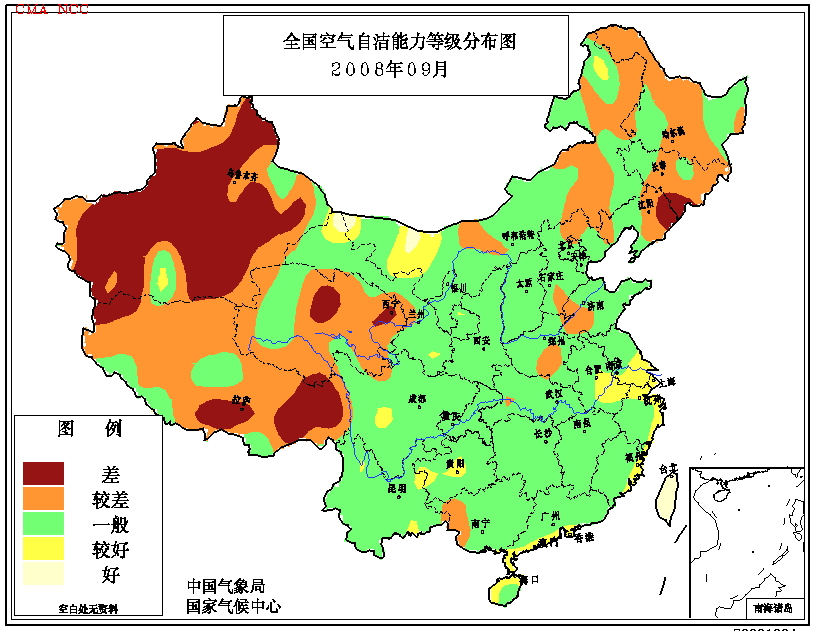 CMA NCC
全国空气自洁能力等级分布图
2008年09月
哈尔滨
长春
乌鲁木齐
沈阳
呼和浩特
北京
天津
银川
太原
石家庄
西宁
济南
兰州
西安
郑州
合肥
南京
上海
拉萨
成都
武汉
杭州
重庆
长沙
南昌
贵阳
福州
台北
昆明
南宁
广州
澳门
香港
海口
图 例
差
较差
一般
较好
好
空白处无资料
中国气象局
国家气候中心
南海诸岛